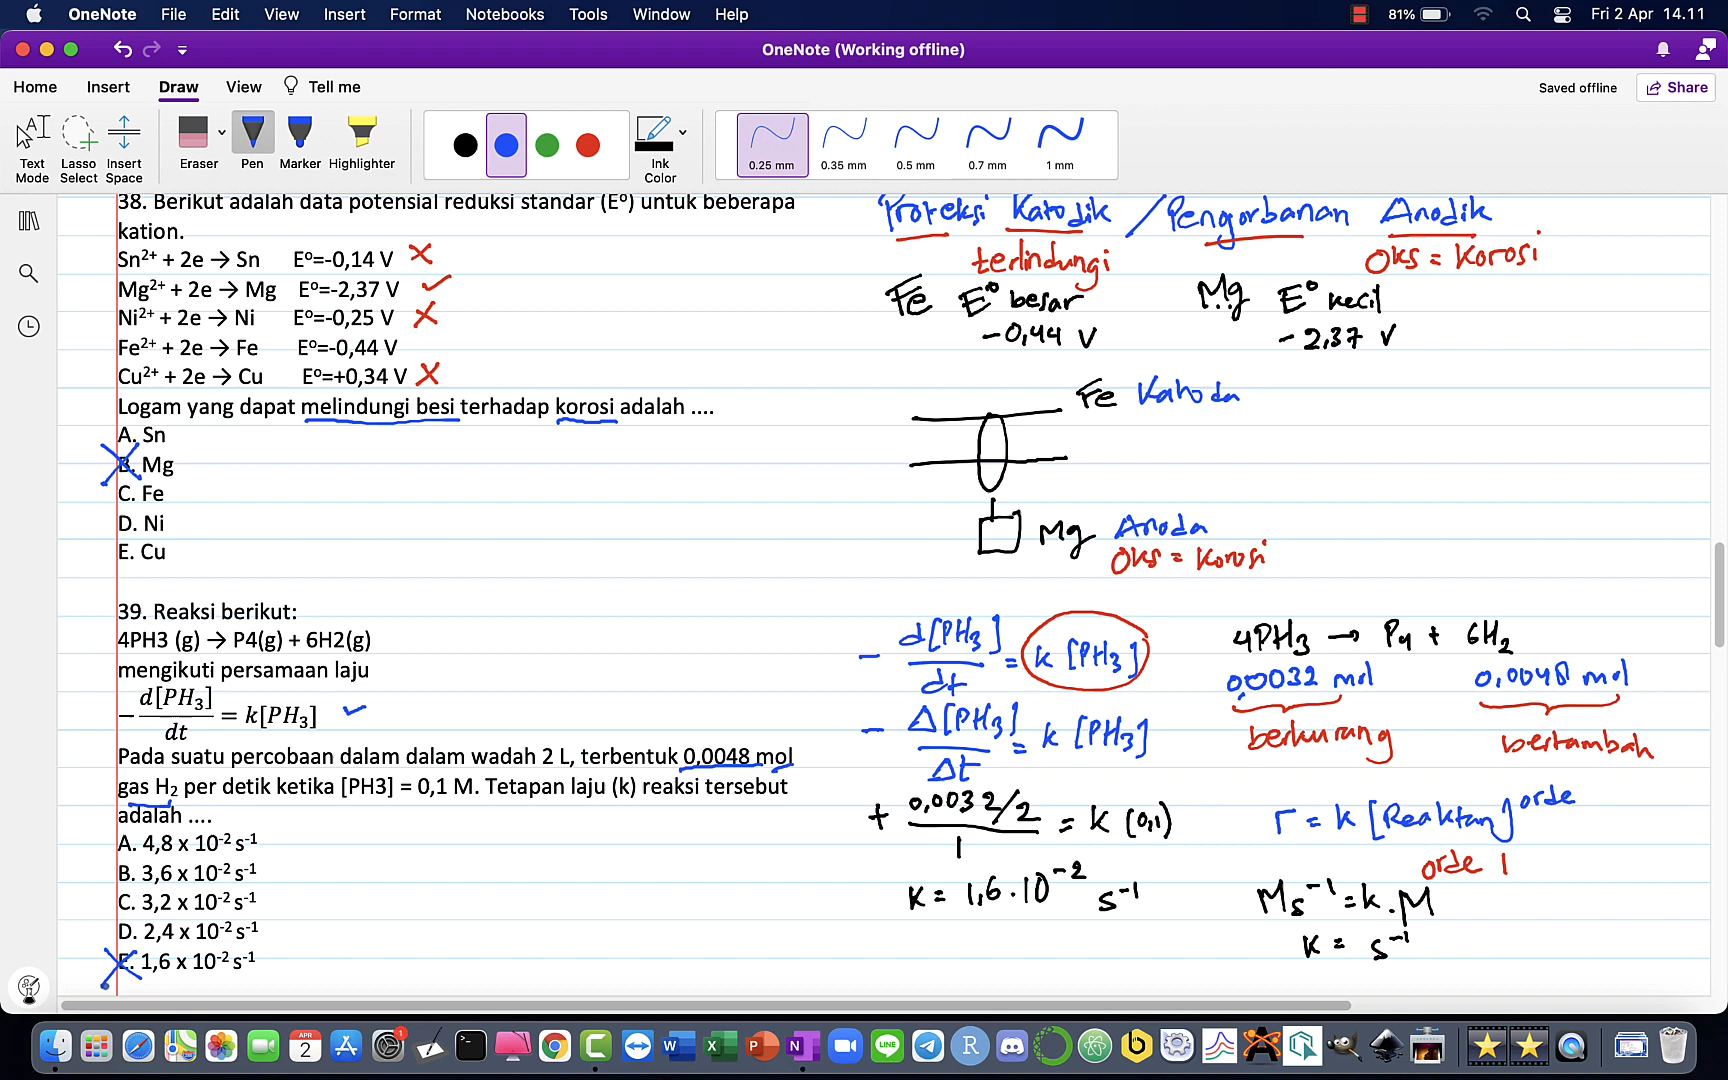 OneNote File Edit View Insert Format Notebooks Tools Window Help 81% Fri 2 Apr 14.11
OneNote (Working offline)
Home Insert Draw View Tell me Saved offline Share
Text Mode
Lasso Select
Insert Space
Eraser
Pen
Marker
Highlighter
Ink Color
0.25 mm 0.35 mm 0.5 mm 0.7 mm 1 mm
38. Berikut adalah data potensial reduksi standar (Eº) untuk beberapa
kation.
Sn²⁺ + 2e → Sn Eº=-0,14 V
Mg²⁺ + 2e → Mg Eº=-2,37 V
Ni²⁺ + 2e → Ni Eº=-0,25 V
Fe²⁺ + 2e → Fe Eº=-0,44 V
Cu²⁺ + 2e → Cu Eº=+0,34 V
Logam yang dapat melindungi besi terhadap korosi adalah ....
A. Sn
B. Mg
C. Fe
D. Ni
E. Cu
Proteksi Katodik / Pengorbanan Anodik
terlindungi Oks = Korosi
Fe E° besar Mg E° kecil
-0,44 V -2,37 V
Fe Katoda
Mg Anoda
Oks = Korosi
39. Reaksi berikut:
4PH3 (g) → P4(g) + 6H2(g)
mengikuti persamaan laju
− d[PH₃]/dt = k[PH₃]
Pada suatu percobaan dalam dalam wadah 2 L, terbentuk 0,0048 mol
gas H₂ per detik ketika [PH3] = 0,1 M. Tetapan laju (k) reaksi tersebut
adalah ....
A. 4,8 x 10⁻² s⁻¹
B. 3,6 x 10⁻² s⁻¹
C. 3,2 x 10⁻² s⁻¹
D. 2,4 x 10⁻² s⁻¹
E. 1,6 x 10⁻² s⁻¹
− d[PH₃]/dt = k [PH₃]
− Δ[PH₃]/Δt = k [PH₃]
+ 0,0032/2 / 1 = k (0,1)
K = 1,6 . 10⁻² s⁻¹
4PH₃ → P₄ + 6H₂
0,0032 mol 0,0048 mol
berkurang bertambah
r = k [Reaktan]^orde
orde 1
Ms⁻¹ = k . M
K = s⁻¹
APR 2
1